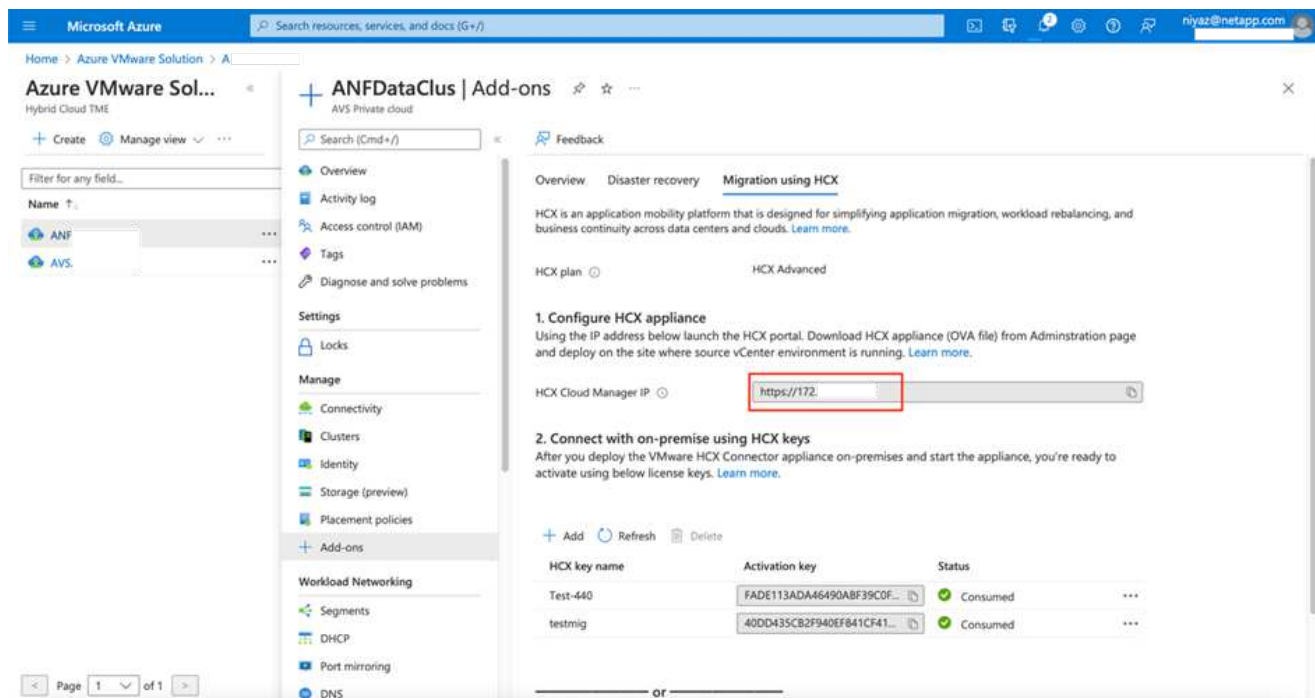 Microsoft Azure
Search resources, services, and docs (G+/)
2
niyaz@netapp.com
Home > Azure VMware Solution > A
Azure VMware Sol...
Hybrid Cloud TME
+ Create
Manage view
...
Filter for any field...
Name ↑
ANF
...
AVS.
...
< Page 1 of 1 >
ANFDataClus | Add-ons
...
AVS Private cloud
Search (Cmd+/)
Overview
Activity log
Access control (IAM)
Tags
Diagnose and solve problems
Settings
Locks
Manage
Connectivity
Clusters
Identity
Storage (preview)
Placement policies
Add-ons
Workload Networking
Segments
DHCP
Port mirroring
DNS
Feedback
Overview
Disaster recovery
Migration using HCX
HCX is an application mobility platform that is designed for simplifying application migration, workload rebalancing, and
business continuity across data centers and clouds. Learn more.
HCX plan
HCX Advanced
1. Configure HCX appliance
Using the IP address below launch the HCX portal. Download HCX appliance (OVA file) from Adminstration page
and deploy on the site where source vCenter environment is running. Learn more.
HCX Cloud Manager IP
https://172.
2. Connect with on-premise using HCX keys
After you deploy the VMware HCX Connector appliance on-premises and start the appliance, you're ready to
activate using below license keys. Learn more.
+ Add
Refresh
Delete
HCX key name
Activation key
Status
Test-440
FADE113ADA46490ABF39C0F...
Consumed
...
testmig
40DD435CB2F940EF841CF41...
Consumed
...
or